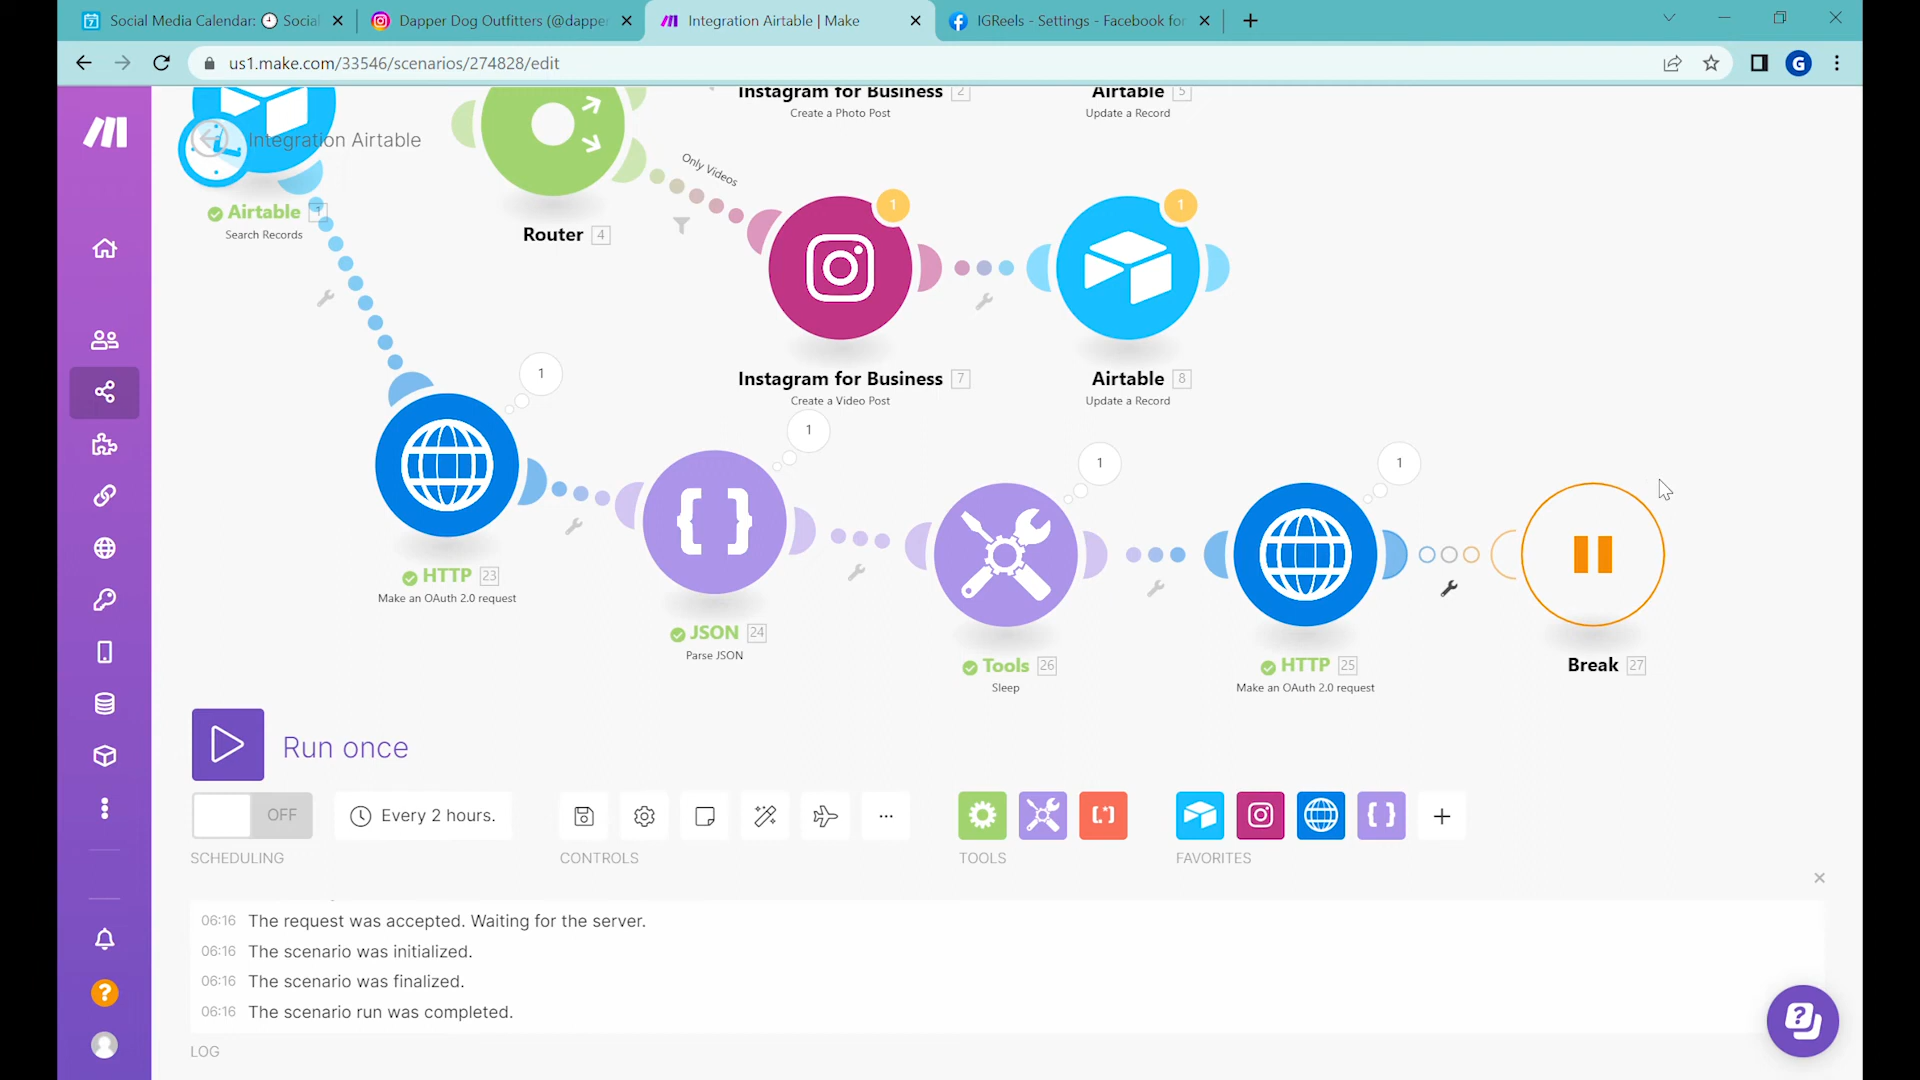 Social Media Calendar: Social
Dapper Dog Outfitters (@dapper
Integration Airtable | Make
IGReels - Settings - Facebook for
us1.make.com/33546/scenarios/274828/edit
G
Integration Airtable
Instagram for Business 2
Create a Photo Post
Airtable 5
Update a Record
Only Videos
Airtable 1
Search Records
Router 4
1
1
Instagram for Business 7
Create a Video Post
Airtable 8
Update a Record
1
1
1
1
HTTP 23
Make an OAuth 2.0 request
JSON 24
Parse JSON
Tools 26
Sleep
HTTP 25
Make an OAuth 2.0 request
Break 27
Run once
OFF
Every 2 hours.
SCHEDULING
CONTROLS
TOOLS
FAVORITES
06:16 The request was accepted. Waiting for the server.
06:16 The scenario was initialized.
06:16 The scenario was finalized.
06:16 The scenario run was completed.
LOG